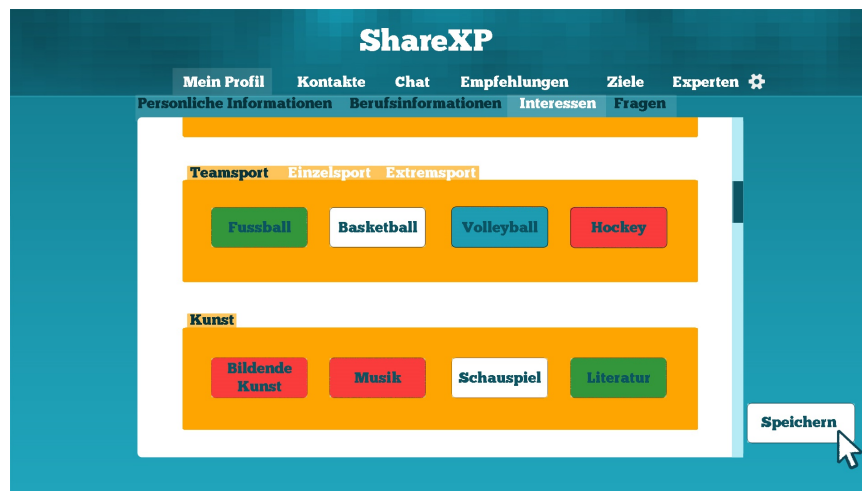 ShareXP
Mein Profil Kontakte Chat Empfehlungen Ziele Experten
Personliche Informationen Berufsinformationen Interessen Fragen
Teamsport Einzelsport Extremsport
Fussball Basketball Volleyball Hockey
Kunst
Bildende
Kunst
Musik Schauspiel Literatur
Speichern